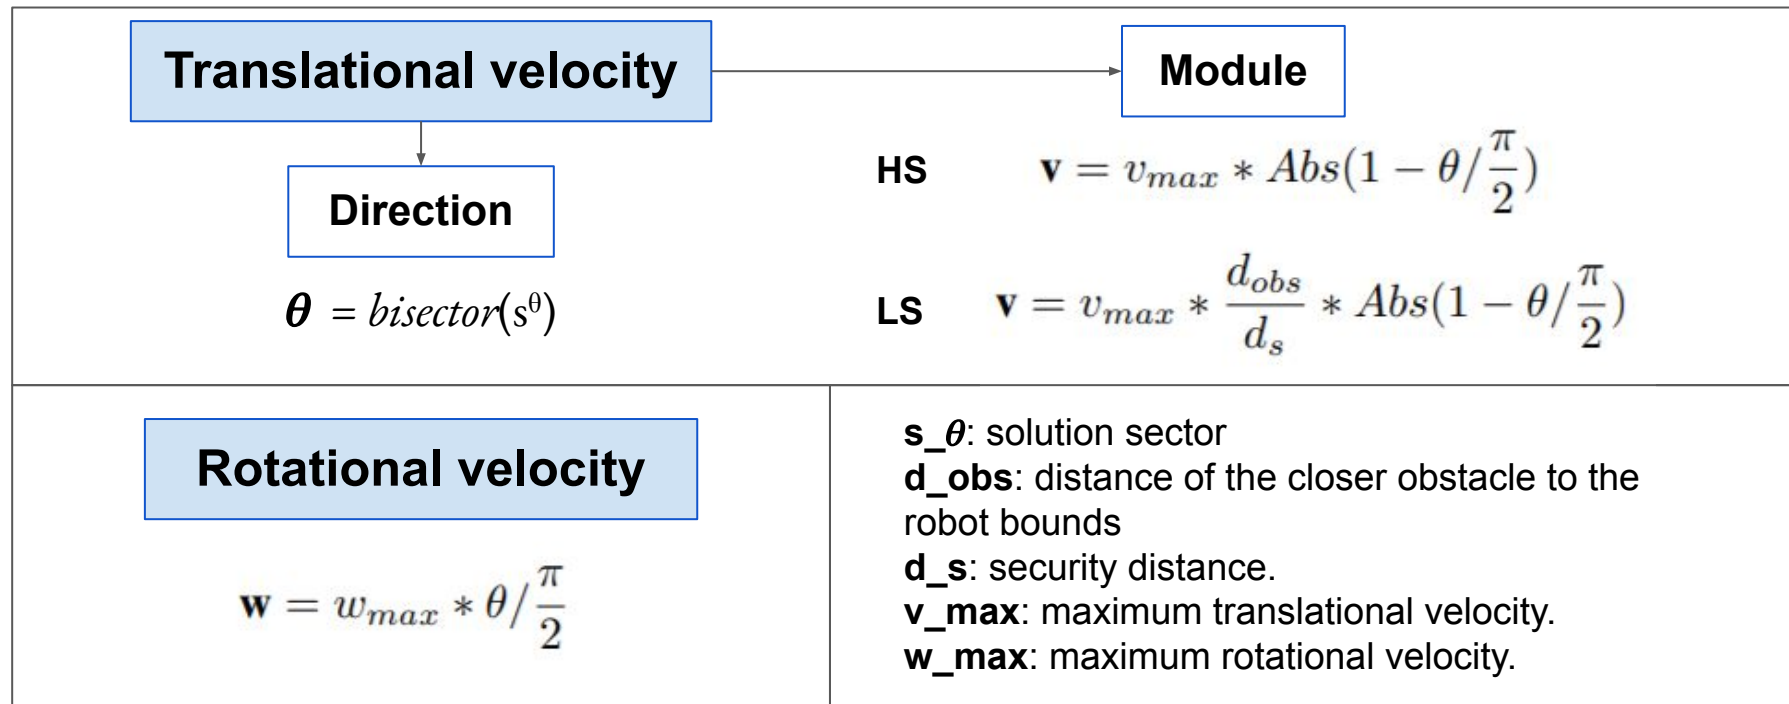 Translational velocity
Module
HS v = v_max * Abs(1 − θ/π/2)
Direction
θ = bisector(s^θ)
LS v = v_max * d_obs/d_s * Abs(1 − θ/π/2)
Rotational velocity
w = w_max * θ/π/2
s_θ: solution sector
d_obs: distance of the closer obstacle to the
robot bounds
d_s: security distance.
v_max: maximum translational velocity.
w_max: maximum rotational velocity.